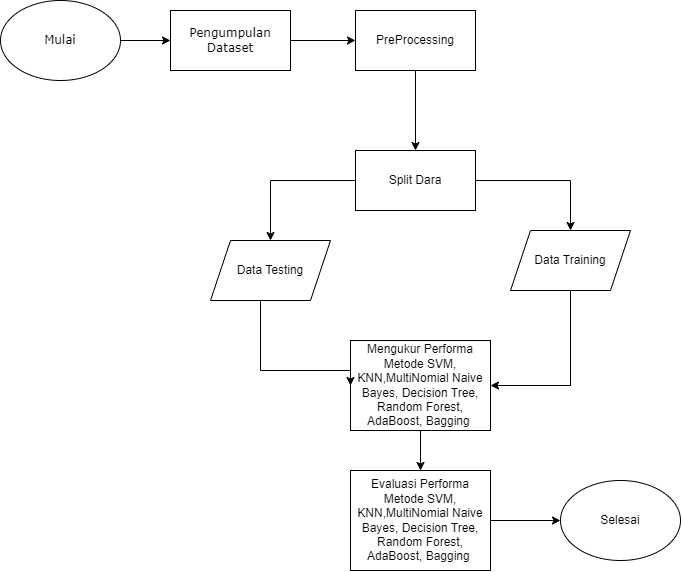 Mulai
Pengumpulan
Dataset
PreProcessing
Split Dara
Data Testing
Data Training
Mengukur Performa
Metode SVM,
KNN,MultiNomial Naive
Bayes, Decision Tree,
Random Forest,
AdaBoost, Bagging
Evaluasi Performa
Metode SVM,
KNN,MultiNomial Naive
Bayes, Decision Tree,
Random Forest,
AdaBoost, Bagging
Selesai